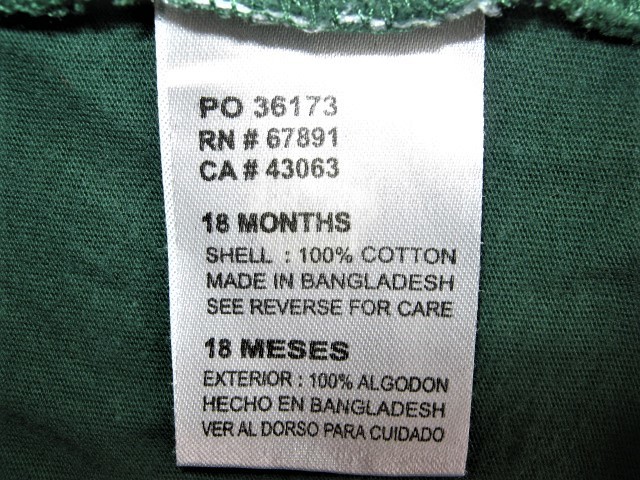 PO 36173
RN # 67891
CA # 43063
18 MONTHS
SHELL : 100% COTTON
MADE IN BANGLADESH
SEE REVERSE FOR CARE
18 MESES
EXTERIOR : 100% ALGODON
HECHO EN BANGLADESH
VER AL DORSO PARA CUIDADO